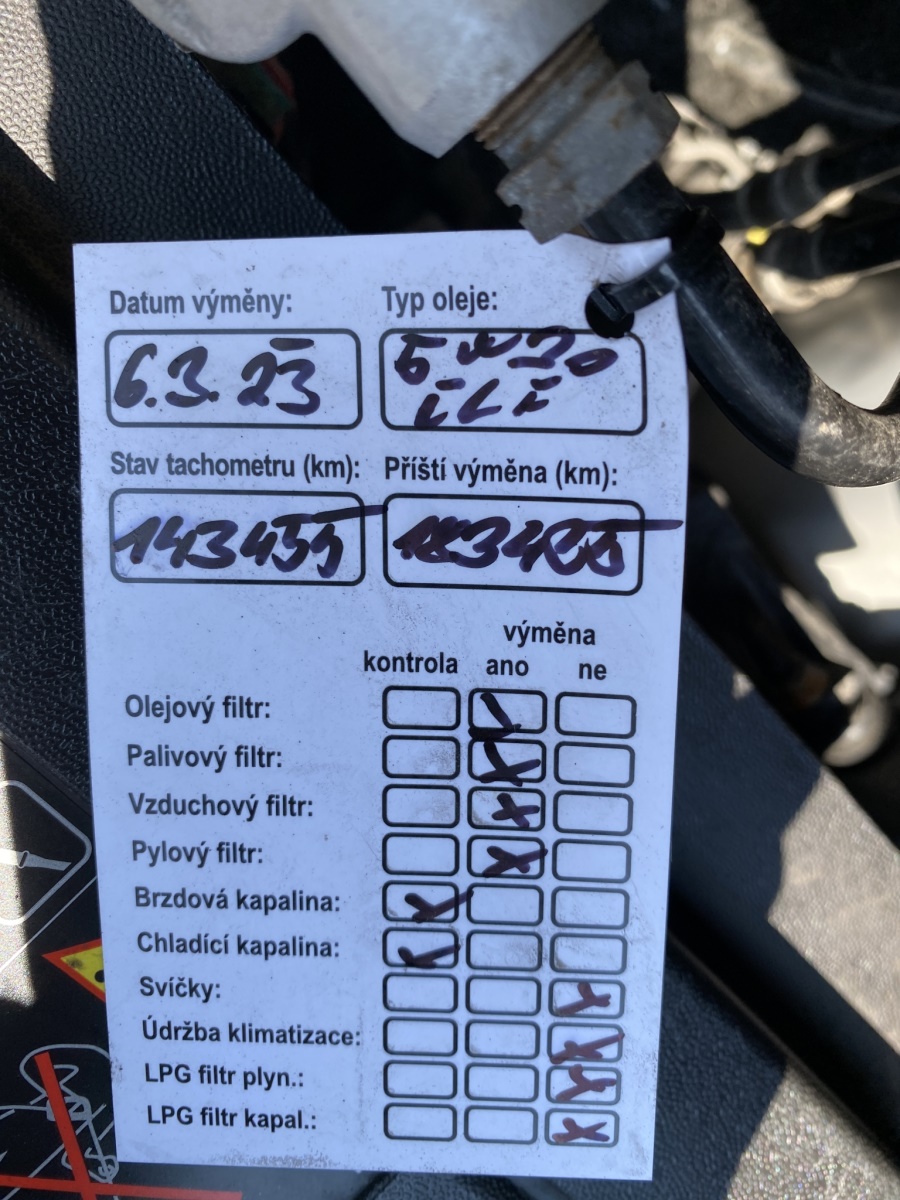 Datum výměny: Typ oleje:
6.3.23 5W30
Stav tachometru (km): Příští výměna (km):
143455
výměna
kontrola ano ne
Olejový filtr:
Palivový filtr: X
Vzduchový filtr: X
Pylový filtr: X
Brzdová kapalina: X
Chladící kapalina: X
Svíčky: X
Údržba klimatizace: X
LPG filtr plyn.: X
LPG filtr kapal.: X